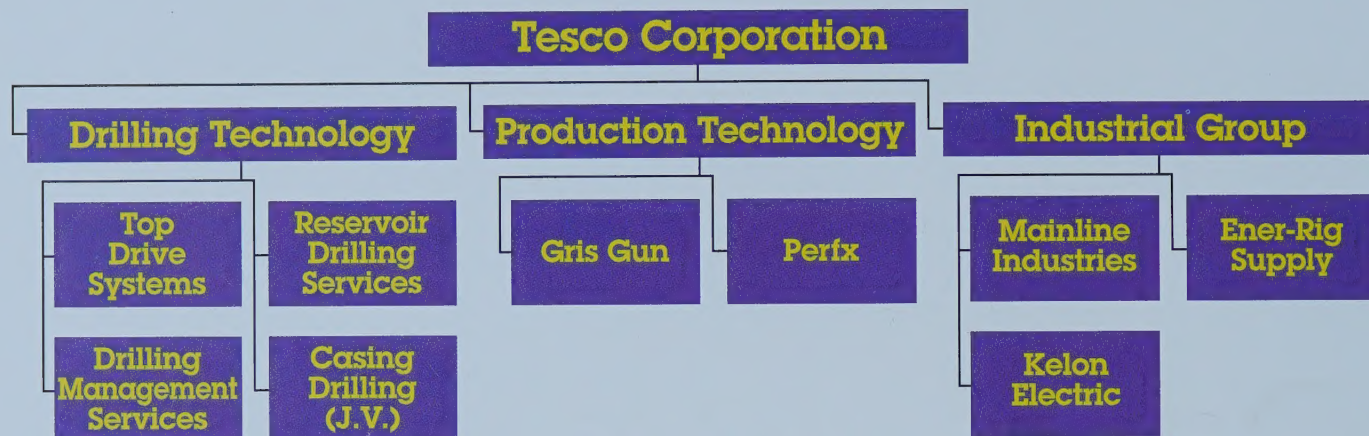 Tesco Corporation
Drilling Technology
Production Technology
Industrial Group
Top
Drive
Systems
Reservoir
Drilling
Services
Gris Gun
Perfx
Mainline
Industries
Ener-Rig
Supply
Drilling
Management
Services
Casing
Drilling
(J.V.)
Kelon
Electric